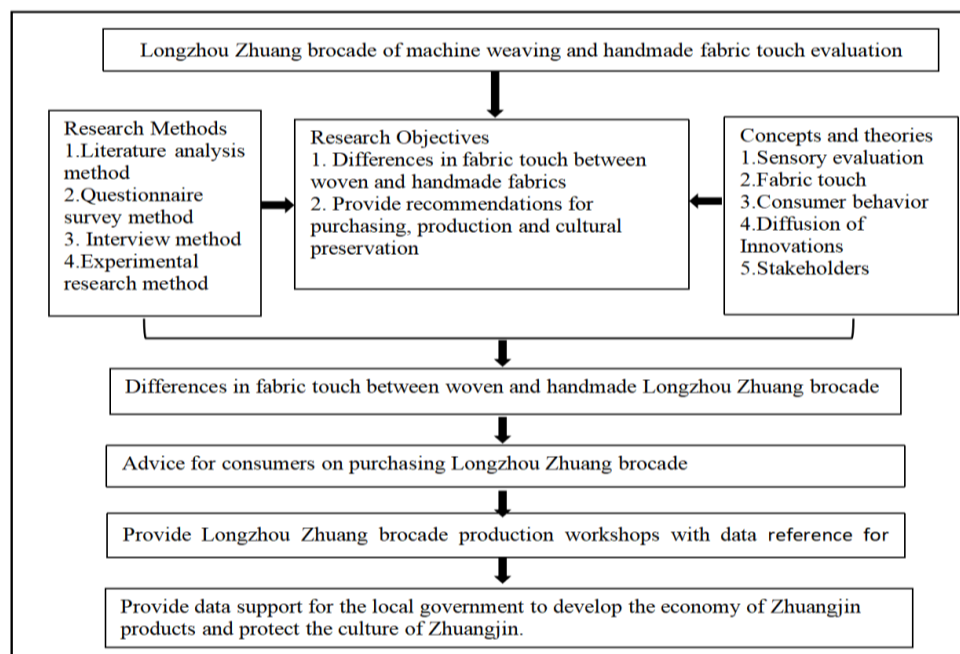 Longzhou Zhuang brocade of machine weaving and handmade fabric touch evaluation
Research Methods
1.Literature analysis
method
2.Questionnaire
survey method
3. Interview method
4.Experimental
research method
Research Objectives
1. Differences in fabric touch between
woven and handmade fabrics
2. Provide recommendations for
purchasing, production and cultural
preservation
Concepts and theories
1.Sensory evaluation
2.Fabric touch
3.Consumer behavior
4.Diffusion of
Innovations
5.Stakeholders
Differences in fabric touch between woven and handmade Longzhou Zhuang brocade
Advice for consumers on purchasing Longzhou Zhuang brocade
Provide Longzhou Zhuang brocade production workshops with data reference for
Provide data support for the local government to develop the economy of Zhuangjin
products and protect the culture of Zhuangjin.